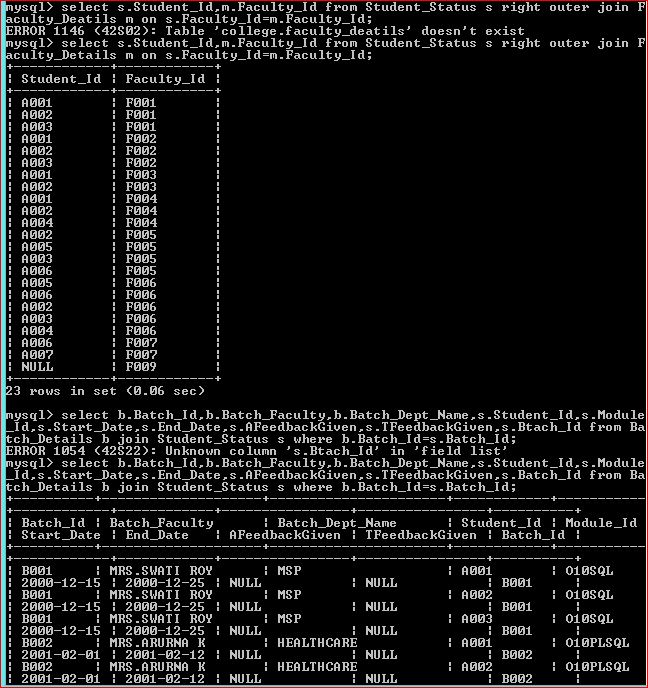 mysql> select s.Student_Id,m.Faculty_Id from Student_Status s right outer join F
aculty_Deatils m on s.Faculty_Id=m.Faculty_Id;
ERROR 1146 (42S02): Table 'college.faculty_deatils' doesn't exist
mysql> select s.Student_Id,m.Faculty_Id from Student_Status s right outer join F
aculty_Details m on s.Faculty_Id=m.Faculty_Id;
+------------+------------+
| Student_Id | Faculty_Id |
+------------+------------+
| A001       | F001       |
| A002       | F001       |
| A003       | F001       |
| A001       | F002       |
| A002       | F002       |
| A003       | F002       |
| A001       | F003       |
| A002       | F003       |
| A001       | F004       |
| A002       | F004       |
| A004       | F004       |
| A002       | F005       |
| A005       | F005       |
| A003       | F005       |
| A006       | F005       |
| A005       | F006       |
| A006       | F006       |
| A002       | F006       |
| A003       | F006       |
| A004       | F006       |
| A006       | F007       |
| A007       | F007       |
| NULL       | F009       |
+------------+------------+
23 rows in set (0.06 sec)
mysql> select b.Batch_Id,b.Batch_Faculty,b.Batch_Dept_Name,s.Student_Id,s.Module
_Id,s.Start_Date,s.End_Date,s.AFeedbackGiven,s.TFeedbackGiven,s.Btach_Id from Ba
tch_Details b join Student_Status s where b.Batch_Id=s.Batch_Id;
ERROR 1054 (42S22): Unknown column 's.Btach_Id' in 'field list'
mysql> select b.Batch_Id,b.Batch_Faculty,b.Batch_Dept_Name,s.Student_Id,s.Module
_Id,s.Start_Date,s.End_Date,s.AFeedbackGiven,s.TFeedbackGiven,s.Batch_Id from Ba
tch_Details b join Student_Status s where b.Batch_Id=s.Batch_Id;
| Batch_Id | Batch_Faculty | Batch_Dept_Name | Student_Id | Module_Id
| Start_Date | End_Date | AFeedbackGiven | TFeedbackGiven | Batch_Id |
| B001 | MRS.SWATI ROY | MSP | A001 | O10SQL
| 2000-12-15 | 2000-12-25 | NULL | NULL | B001 |
| B001 | MRS.SWATI ROY | MSP | A002 | O10SQL
| 2000-12-15 | 2000-12-25 | NULL | NULL | B001 |
| B001 | MRS.SWATI ROY | MSP | A003 | O10SQL
| 2000-12-15 | 2000-12-25 | NULL | NULL | B001 |
| B002 | MRS.ARURNA K | HEALTHCARE | A001 | O10PLSQL
| 2001-02-01 | 2001-02-12 | NULL | NULL | B002 |
| B002 | MRS.ARURNA K | HEALTHCARE | A002 | O10PLSQL
| 2001-02-01 | 2001-02-12 | NULL | NULL | B002 |